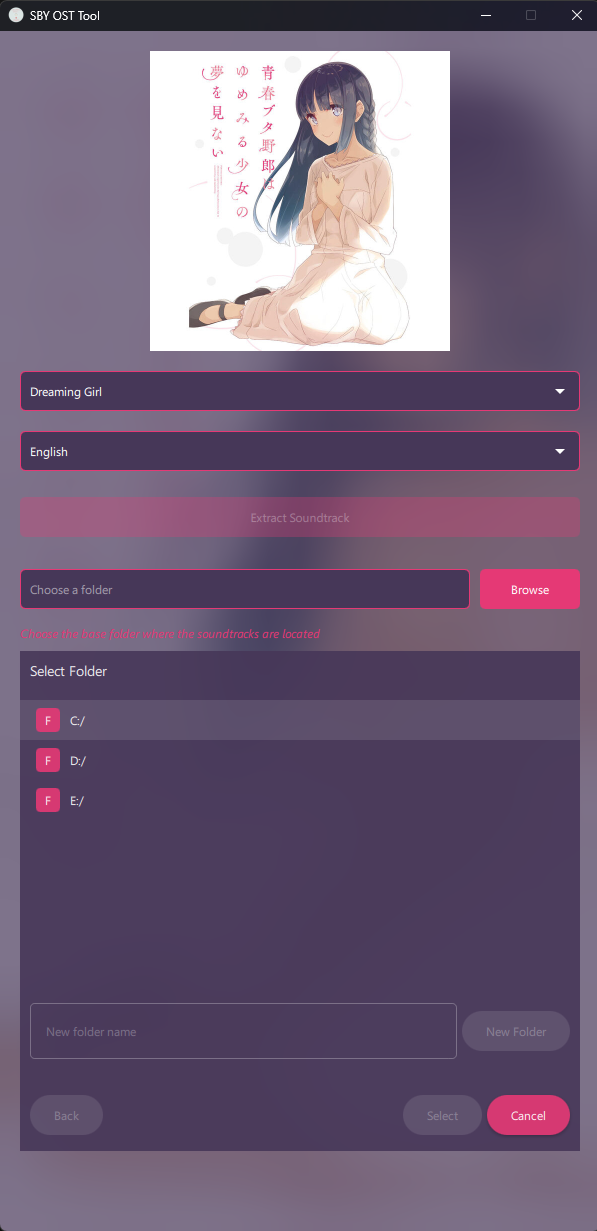 SBY OST Tool
青春ブタ野郎は
ゆめみる少女の
夢を見ない
Dreaming Girl
English
Extract Soundtrack
Choose a folder
Browse
Choose the base folder where the soundtracks are located
Select Folder
F C:/
F D:/
F E:/
New folder name
New Folder
Back
Select
Cancel